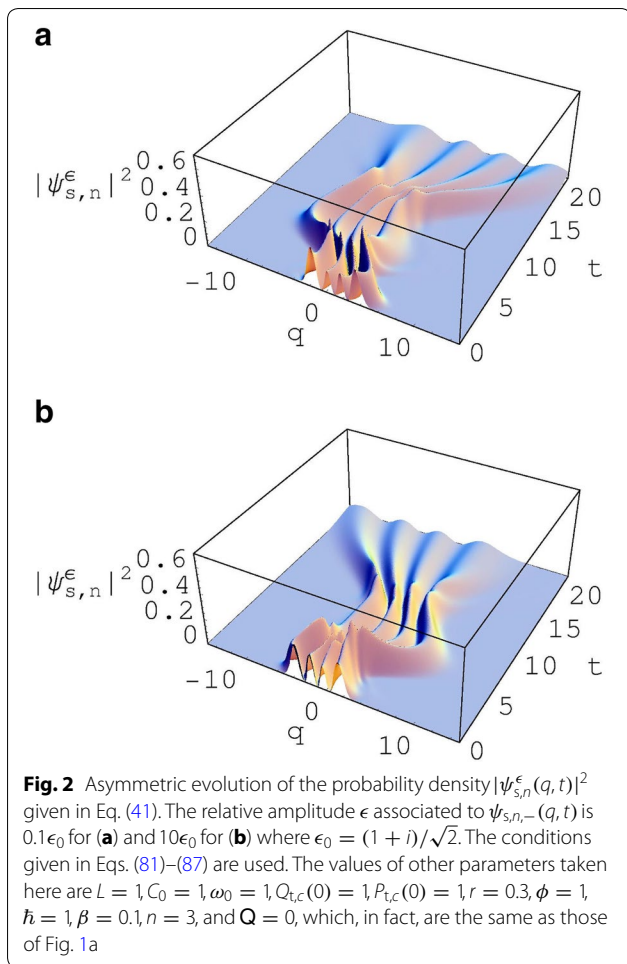 a
|ψ^ϵ_{s,n}|²
0.6
0.4
0.2
0
-10
0
q
10
0
5
10
t
15
20
b
|ψ^ϵ_{s,n}|²
0.6
0.4
0.2
0
-10
0
q
10
0
5
10
t
15
20
Fig. 2 Asymmetric evolution of the probability density |ψ^ϵ_{s,n}(q, t)|²
given in Eq. (41). The relative amplitude ϵ associated to ψ_{s,n,−}(q, t) is
0.1ϵ₀ for (a) and 10ϵ₀ for (b) where ϵ₀ = (1 + i)/√2. The conditions
given in Eqs. (81)–(87) are used. The values of other parameters taken
here are L = 1, C₀ = 1, ω₀ = 1, Q_{t,c}(0) = 1, P_{t,c}(0) = 1, r = 0.3, ϕ = 1,
ℏ = 1, β = 0.1, n = 3, and Q = 0, which, in fact, are the same as those
of Fig. 1a